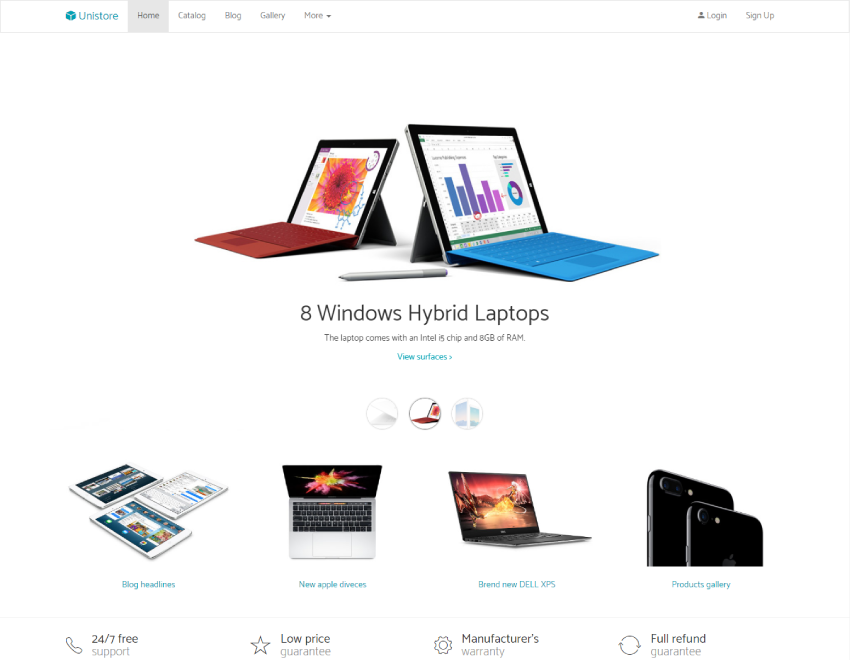 Unistore Home Catalog Blog Gallery More Login Sign Up
8 Windows Hybrid Laptops
The laptop comes with an Intel i5 chip and 8GB of RAM.
View surfaces >
Blog headlines New apple diveces Brend new DELL XPS Products gallery
24/7 free
support
Low price
guarantee
Manufacturer's
warranty
Full refund
guarantee